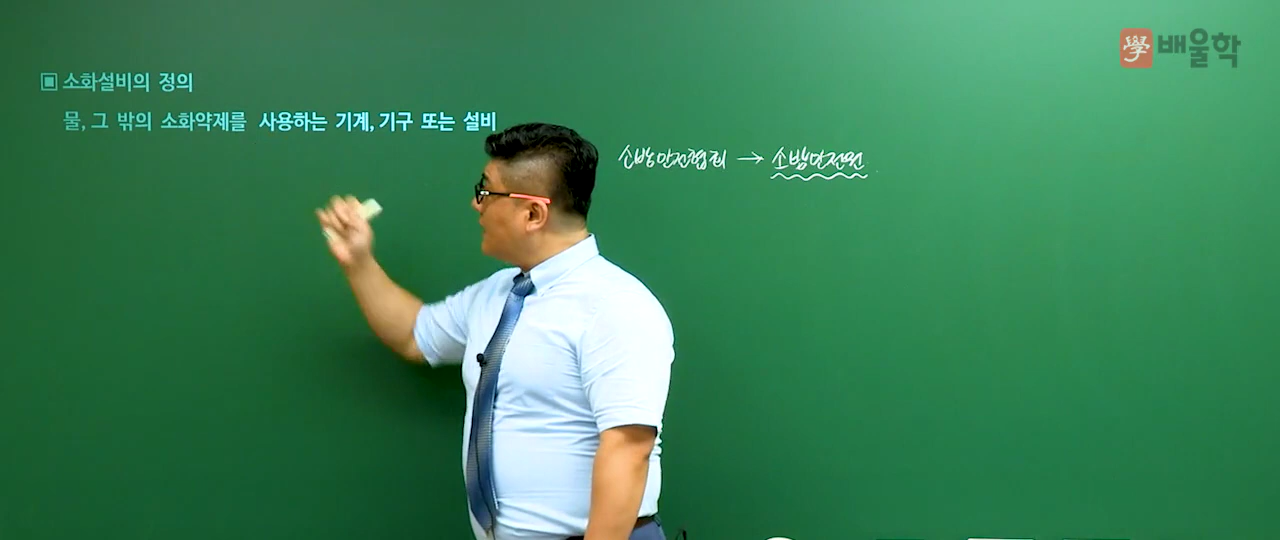 學 배울학
▣ 소화설비의 정의
물, 그 밖의 소화약제를 사용하는 기계, 기구 또는 설비
소방안전협회 → 소방안전원